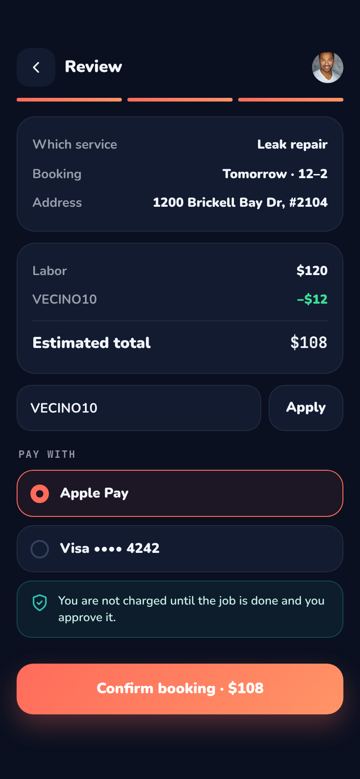 Review
Which service Leak repair
Booking Tomorrow · 12–2
Address 1200 Brickell Bay Dr, #2104
Labor $120
VECINO10 −$12
Estimated total $108
VECINO10 Apply
PAY WITH
Apple Pay
Visa •••• 4242
You are not charged until the job is done and you
approve it.
Confirm booking · $108